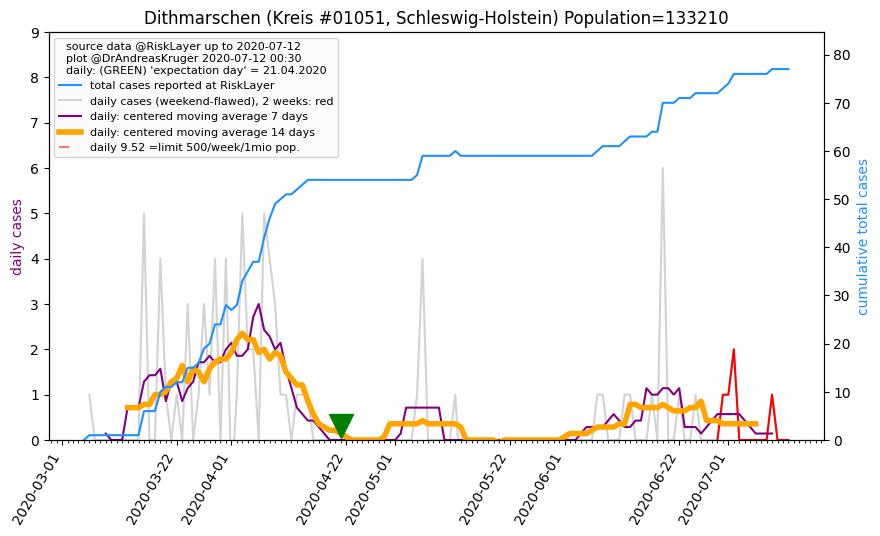 Dithmarschen (Kreis #01051, Schleswig-Holstein) Population=133210
source data @RiskLayer up to 2020-07-12
plot @DrAndreasKruger 2020-07-12 00:30
daily: (GREEN) 'expectation day' = 21.04.2020
total cases reported at RiskLayer
daily cases (weekend-flawed), 2 weeks: red
daily: centered moving average 7 days
daily: centered moving average 14 days
daily 9.52 =limit 500/week/1mio pop.
daily cases
9
8
7
6
5
4
3
2
1
0
cumulative total cases
80
70
60
50
40
30
20
10
0
2020-03-01
2020-03-22
2020-04-01
2020-04-22
2020-05-01
2020-05-22
2020-06-01
2020-06-22
2020-07-01